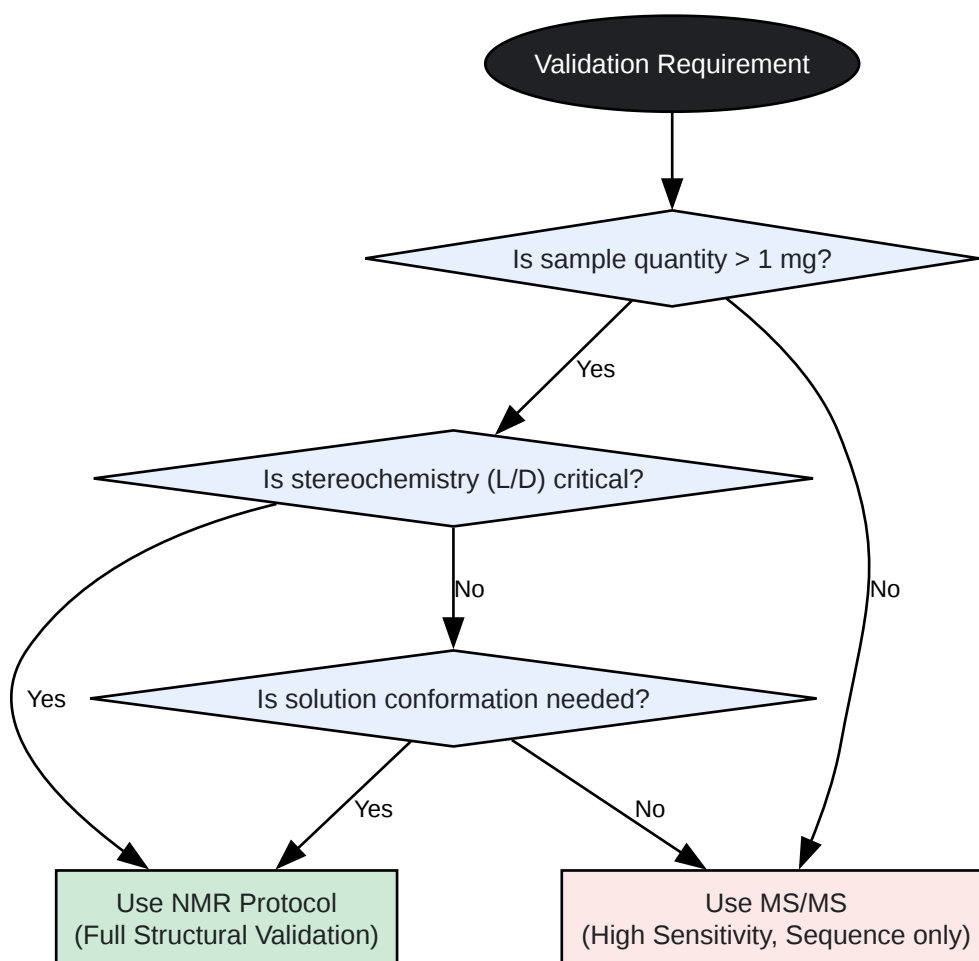 Validation Requirement
Is sample quantity > 1 mg?
Yes
Is stereochemistry (L/D) critical?
No
No
Is solution conformation needed?
Yes
Yes
No
Use NMR Protocol
(Full Structural Validation)
Use MS/MS
(High Sensitivity, Sequence only)